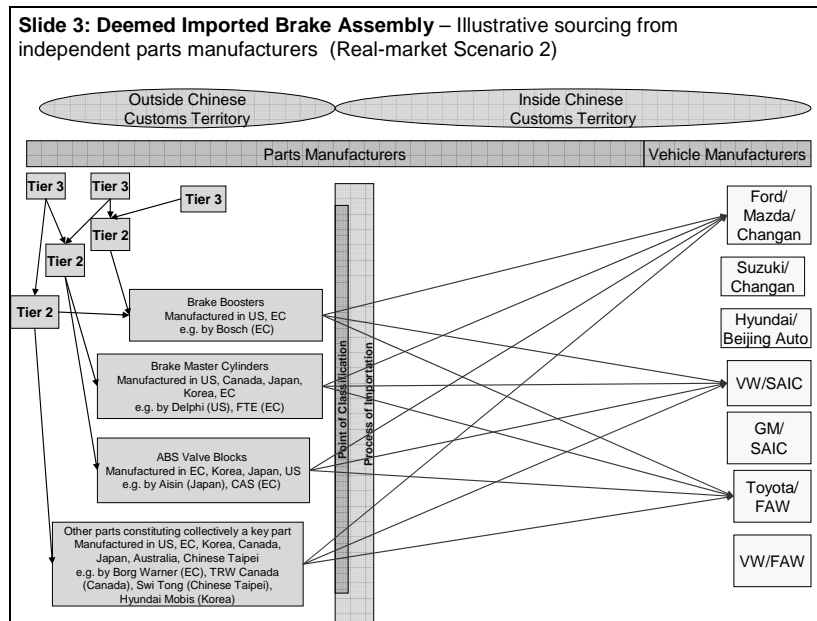 Slide 3: Deemed Imported Brake Assembly – Illustrative sourcing from
independent parts manufacturers (Real-market Scenario 2)
Outside Chinese
Customs Territory
Inside Chinese
Customs Territory
Parts Manufacturers
Vehicle Manufacturers
Tier 3
Tier 3
Tier 3
Tier 2
Tier 2
Tier 2
Brake Boosters
Manufactured in US, EC
e.g. by Bosch (EC)
Brake Master Cylinders
Manufactured in US, Canada, Japan,
Korea, EC
e.g. by Delphi (US), FTE (EC)
ABS Valve Blocks
Manufactured in EC, Korea, Japan, US
e.g. by Aisin (Japan), CAS (EC)
Other parts constituting collectively a key part
Manufactured in US, EC, Korea, Canada,
Japan, Australia, Chinese Taipei
e.g. by Borg Warner (EC), TRW Canada
(Canada), Swi Tong (Chinese Taipei),
Hyundai Mobis (Korea)
Point of Classification
Process of Importation
Ford/
Mazda/
Changan
Suzuki/
Changan
Hyundai/
Beijing Auto
VW/SAIC
GM/
SAIC
Toyota/
FAW
VW/FAW